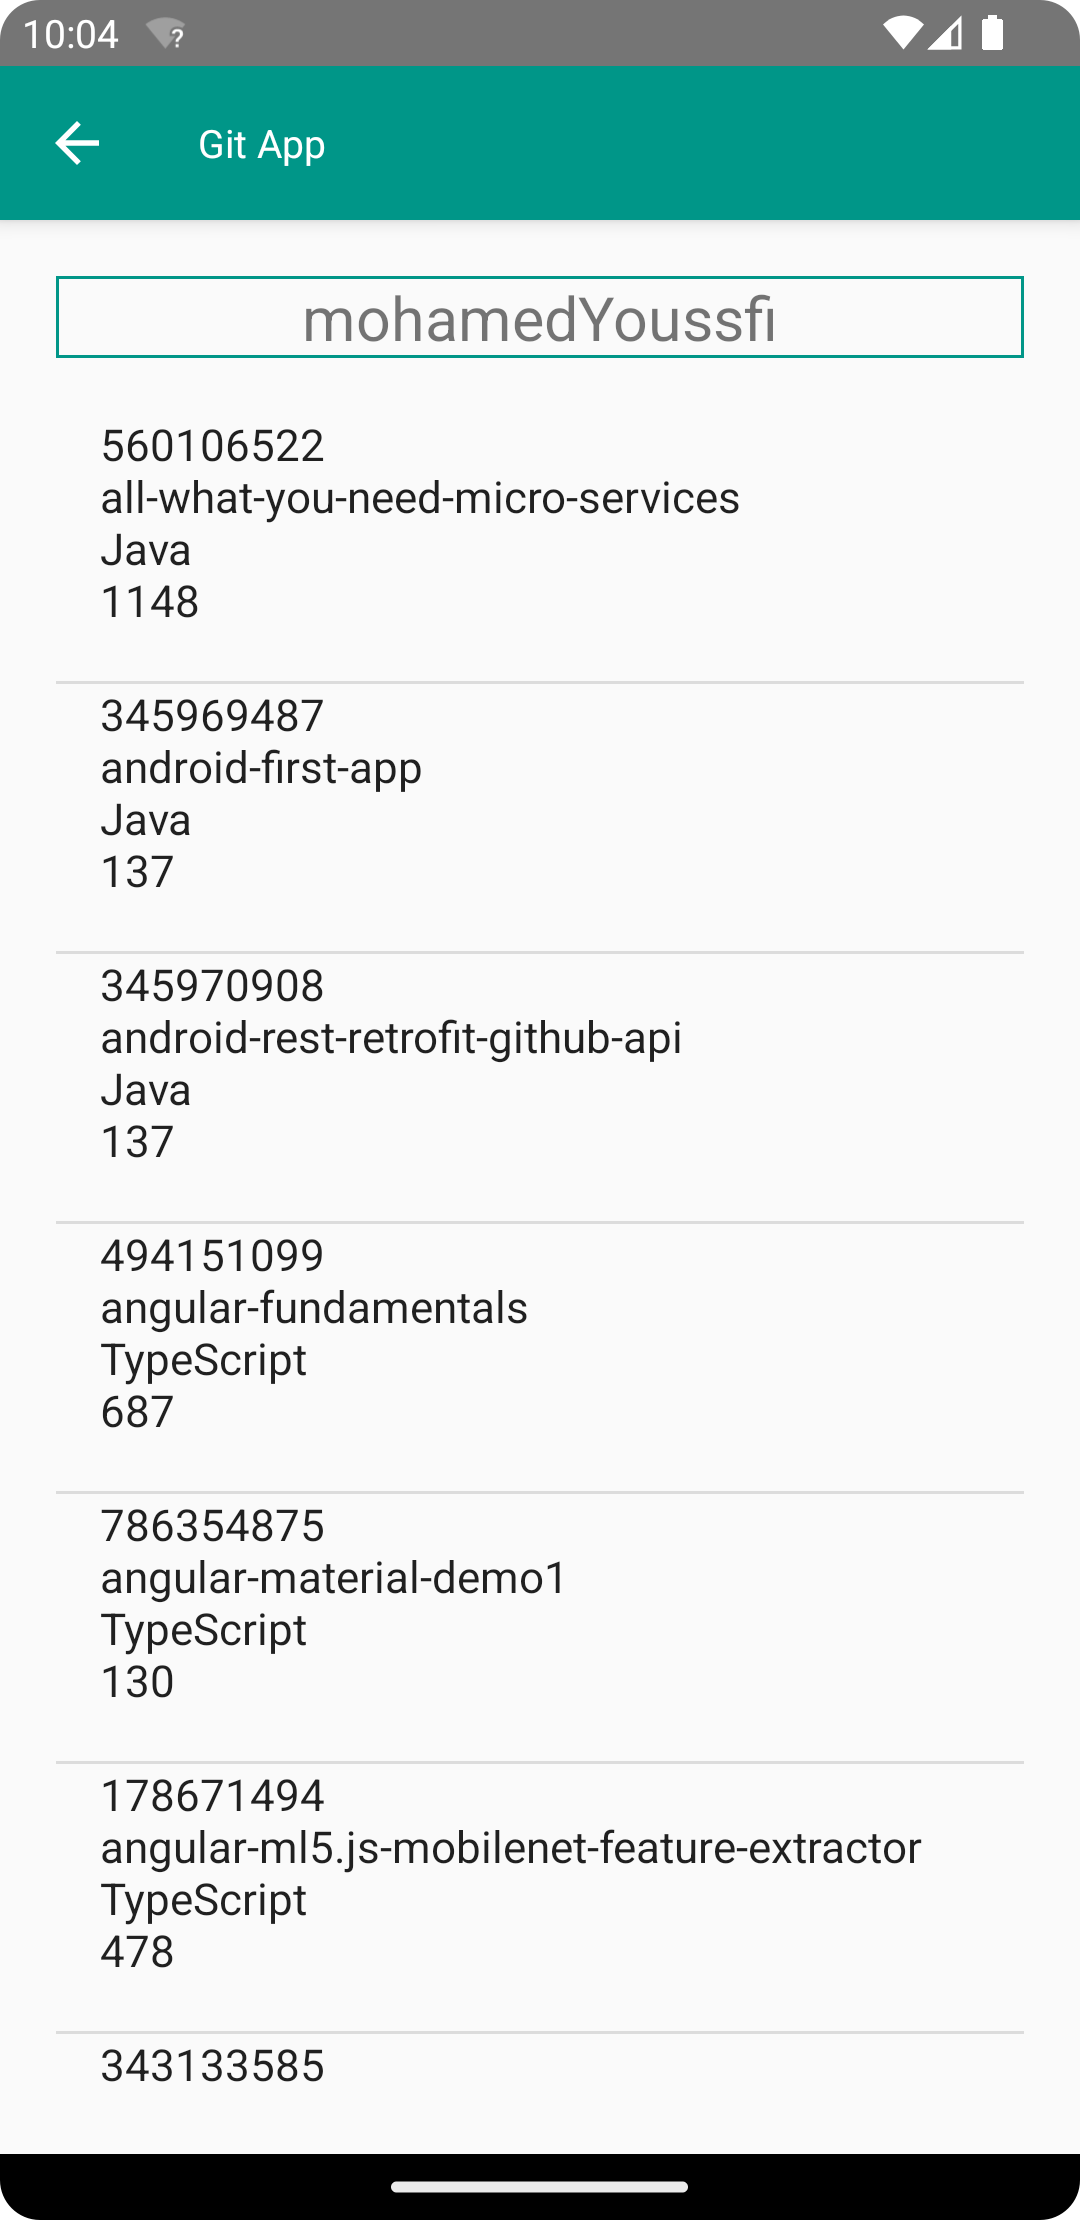 10:04
Git App
mohamedYoussfi
560106522
all-what-you-need-micro-services
Java
1148
345969487
android-first-app
Java
137
345970908
android-rest-retrofit-github-api
Java
137
494151099
angular-fundamentals
TypeScript
687
786354875
angular-material-demo1
TypeScript
130
178671494
angular-ml5.js-mobilenet-feature-extractor
TypeScript
478
343133585